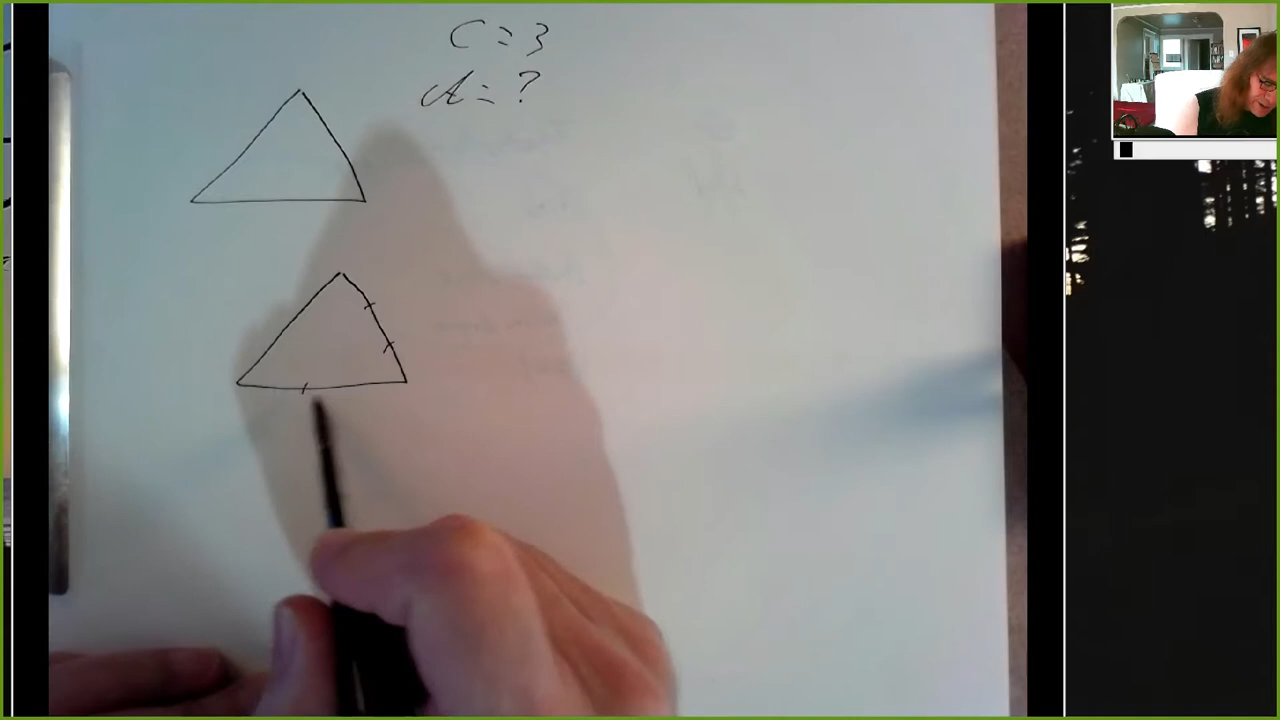 C = 3
A = ?